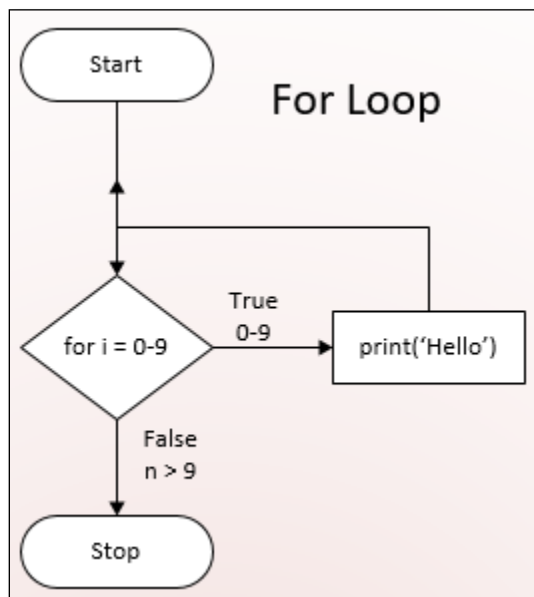 Start
For Loop
for i = 0-9
True
0-9
print(‘Hello’)
False
n > 9
Stop